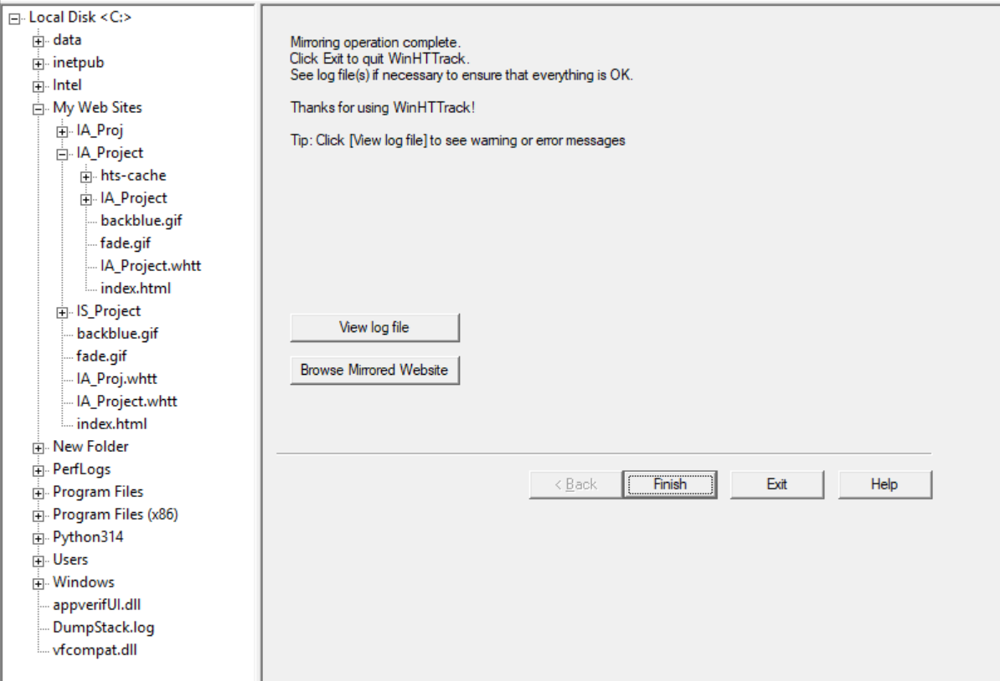 Local Disk <C:>
data
inetpub
Intel
My Web Sites
IA_Proj
IA_Project
hts-cache
IA_Project
backblue.gif
fade.gif
IA_Project.whtt
index.html
IS_Project
backblue.gif
fade.gif
IA_Proj.whtt
IA_Project.whtt
index.html
New Folder
PerfLogs
Program Files
Program Files (x86)
Python314
Users
Windows
appverifUI.dll
DumpStack.log
vfcompat.dll
Mirroring operation complete.
Click Exit to quit WinHTTrack.
See log file(s) if necessary to ensure that everything is OK.
Thanks for using WinHTTrack!
Tip: Click [View log file] to see warning or error messages
View log file
Browse Mirrored Website
< Back
Finish
Exit
Help